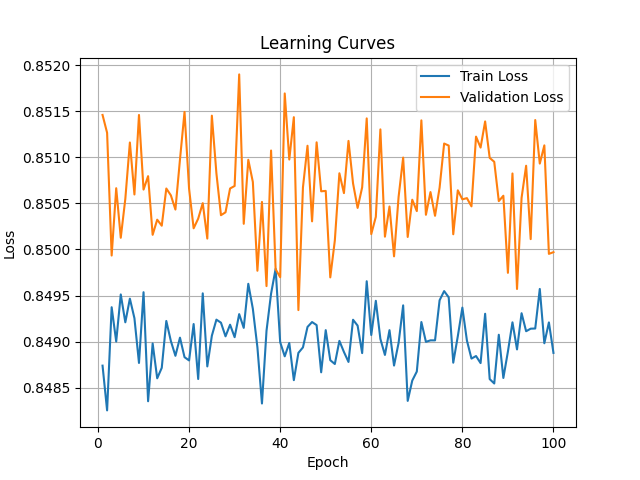 Learning Curves
Train Loss
Validation Loss
0.8520
0.8515
0.8510
0.8505
0.8500
0.8495
0.8490
0.8485
Loss
0 20 40 60 80 100
Epoch